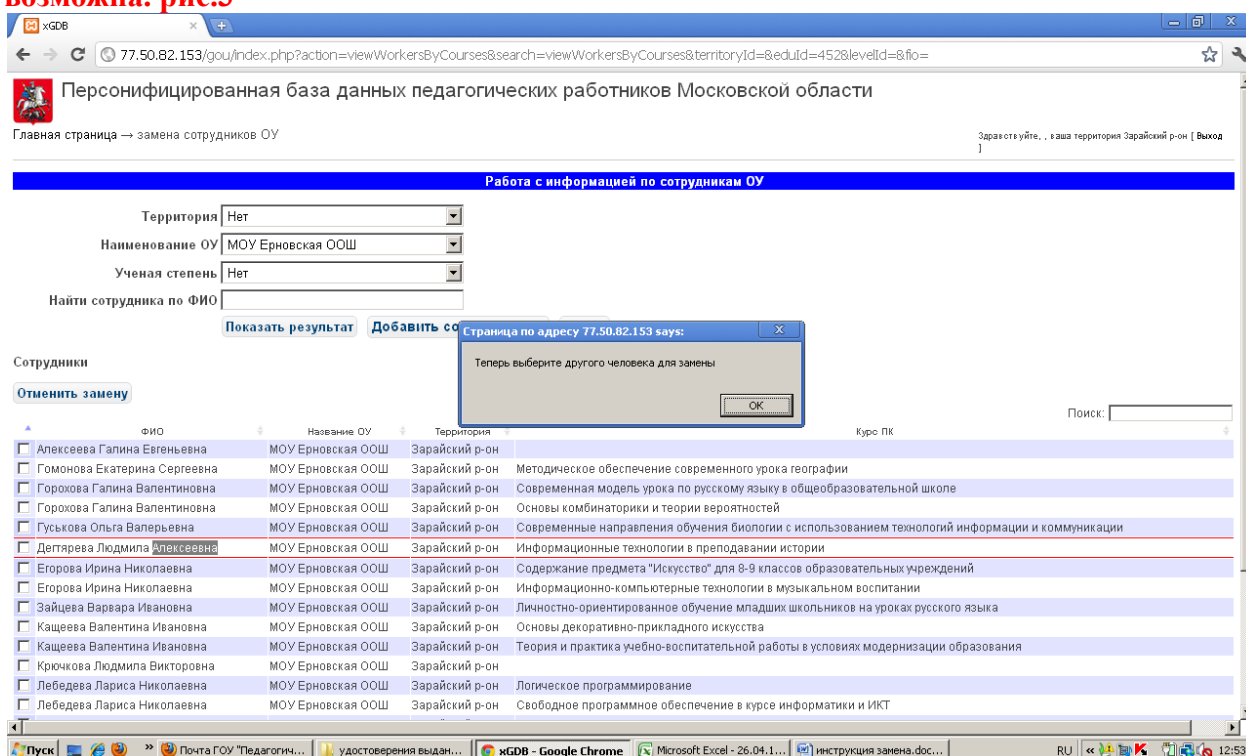 возможна. рис.3
xGDB
77.50.82.153/gou/index.php?action=viewWorkersByCourses&search=viewWorkersByCourses&territoryId=&eduId=452&levelId=&fio=
Персонифицированная база данных педагогических работников Московской области
Главная страница → замена сотрудников ОУ
Здравствуйте, , ваша территория Зарайский р-он [ Выход
]
Работа с информацией по сотрудникам ОУ
Территория Нет
Наименование ОУ МОУ Ерновская ООШ
Ученая степень Нет
Найти сотрудника по ФИО
Показать результат Добавить со
Страница по адресу 77.50.82.153 says:
Теперь выберите другого человека для замены
OK
Сотрудники
Отменить замену
Поиск:
ФИО Название ОУ Территория Курс ПК
Алексеева Галина Евгеньевна МОУ Ерновская ООШ Зарайский р-он
Гомонова Екатерина Сергеевна МОУ Ерновская ООШ Зарайский р-он Методическое обеспечение современного урока географии
Горохова Галина Валентиновна МОУ Ерновская ООШ Зарайский р-он Современная модель урока по русскому языку в общеобразовательной школе
Горохова Галина Валентиновна МОУ Ерновская ООШ Зарайский р-он Основы комбинаторики и теории вероятностей
Гуськова Ольга Валерьевна МОУ Ерновская ООШ Зарайский р-он Современные направления обучения биологии с использованием технологий информации и коммуникации
Дегтярева Людмила Алексеевна МОУ Ерновская ООШ Зарайский р-он Информационные технологии в преподавании истории
Егорова Ирина Николаевна МОУ Ерновская ООШ Зарайский р-он Содержание предмета "Искусство" для 8-9 классов образовательных учреждений
Егорова Ирина Николаевна МОУ Ерновская ООШ Зарайский р-он Информационно-компьютерные технологии в музыкальном воспитании
Зайцева Варвара Ивановна МОУ Ерновская ООШ Зарайский р-он Личностно-ориентированное обучение младших школьников на уроках русского языка
Кащеева Валентина Ивановна МОУ Ерновская ООШ Зарайский р-он Основы декоративно-прикладного искусства
Кащеева Валентина Ивановна МОУ Ерновская ООШ Зарайский р-он Теория и практика учебно-воспитательной работы в условиях модернизации образования
Крючкова Людмила Викторовна МОУ Ерновская ООШ Зарайский р-он
Лебедева Лариса Николаевна МОУ Ерновская ООШ Зарайский р-он Логическое программирование
Лебедева Лариса Николаевна МОУ Ерновская ООШ Зарайский р-он Свободное программное обеспечение в курсе информатики и ИКТ
Пуск » Почта ГОУ "Педагогич... удостоверения выдан... xGDB - Google Chrome Microsoft Excel - 26.04.1... инструкция замена.doc... RU « 12:53